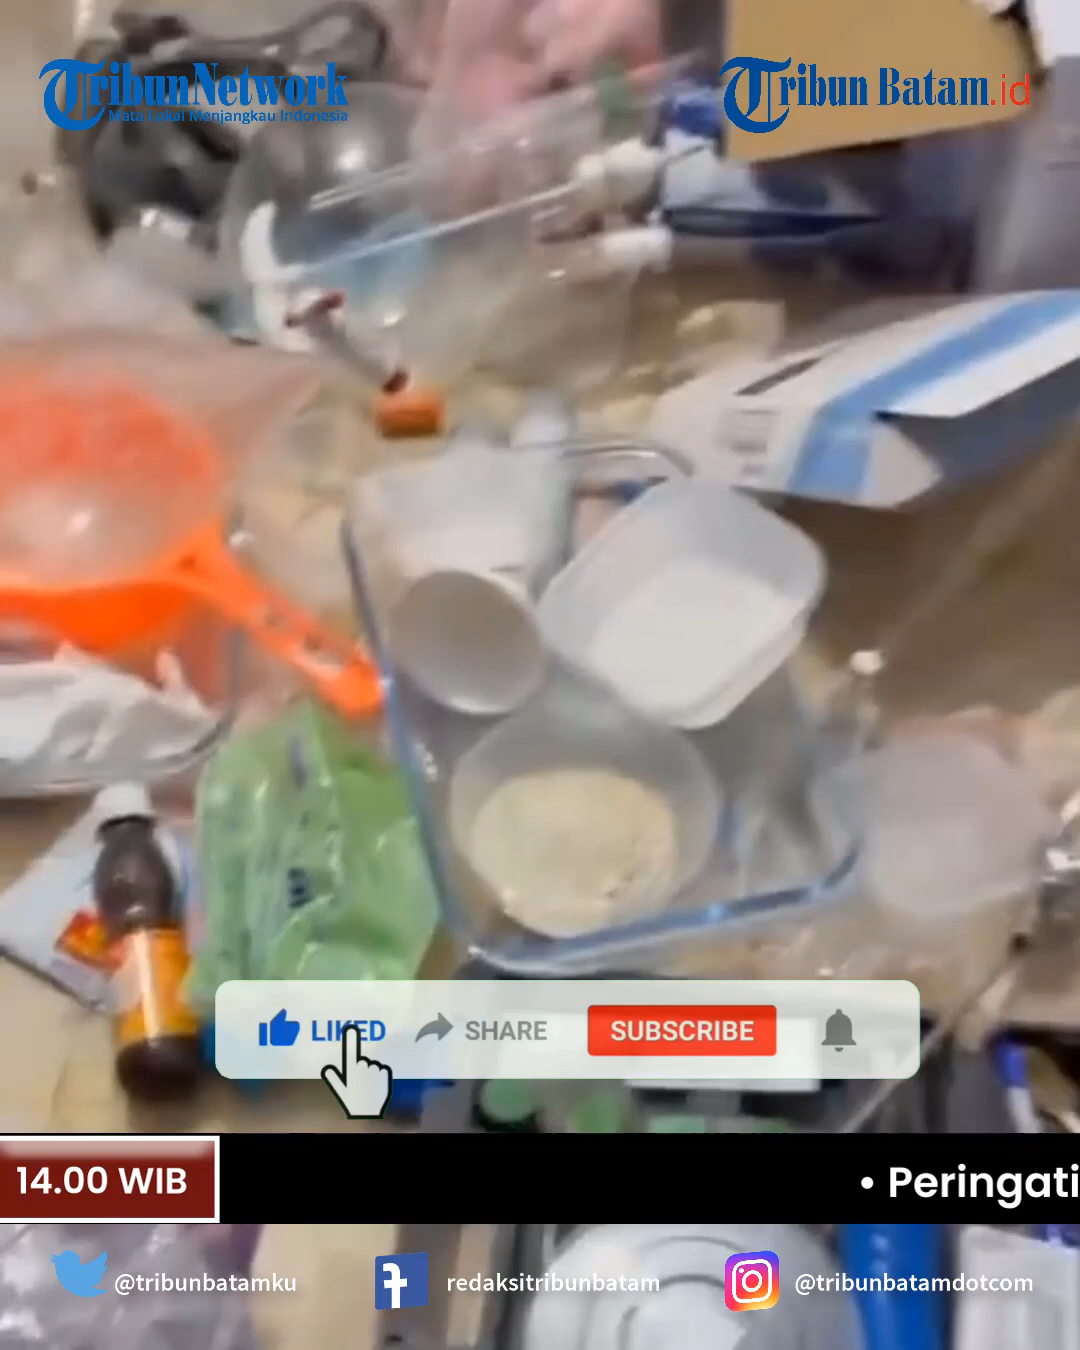 TribunNetwork
Mata Lokal Menjangkau Indonesia
Tribun Batam.id
LIKED
SHARE
SUBSCRIBE
14.00 WIB
• Peringati
@tribunbatamku
redaksitribunbatam
@tribunbatamdotcom